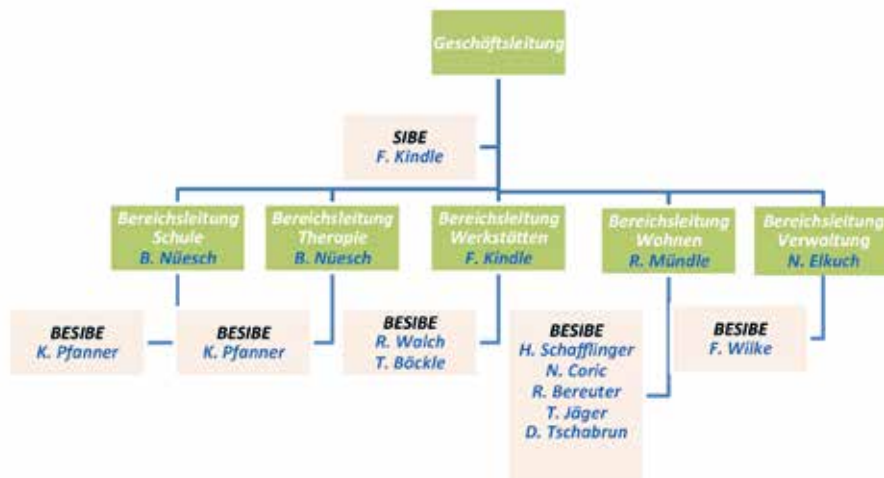 Geschäftsleitung
SIBE
F. Kindle
Bereichsleitung
Schule
B. Nüesch
Bereichsleitung
Therapie
B. Nüesch
Bereichsleitung
Werkstätten
F. Kindle
Bereichsleitung
Wohnen
R. Mündle
Bereichsleitung
Verwaltung
N. Elkuch
BESIBE
K. Pfanner
BESIBE
K. Pfanner
BESIBE
R. Walch
T. Böckle
BESIBE
H. Schafflinger
N. Coric
R. Bereuter
T. Jäger
D. Tschabrun
BESIBE
F. Wilke